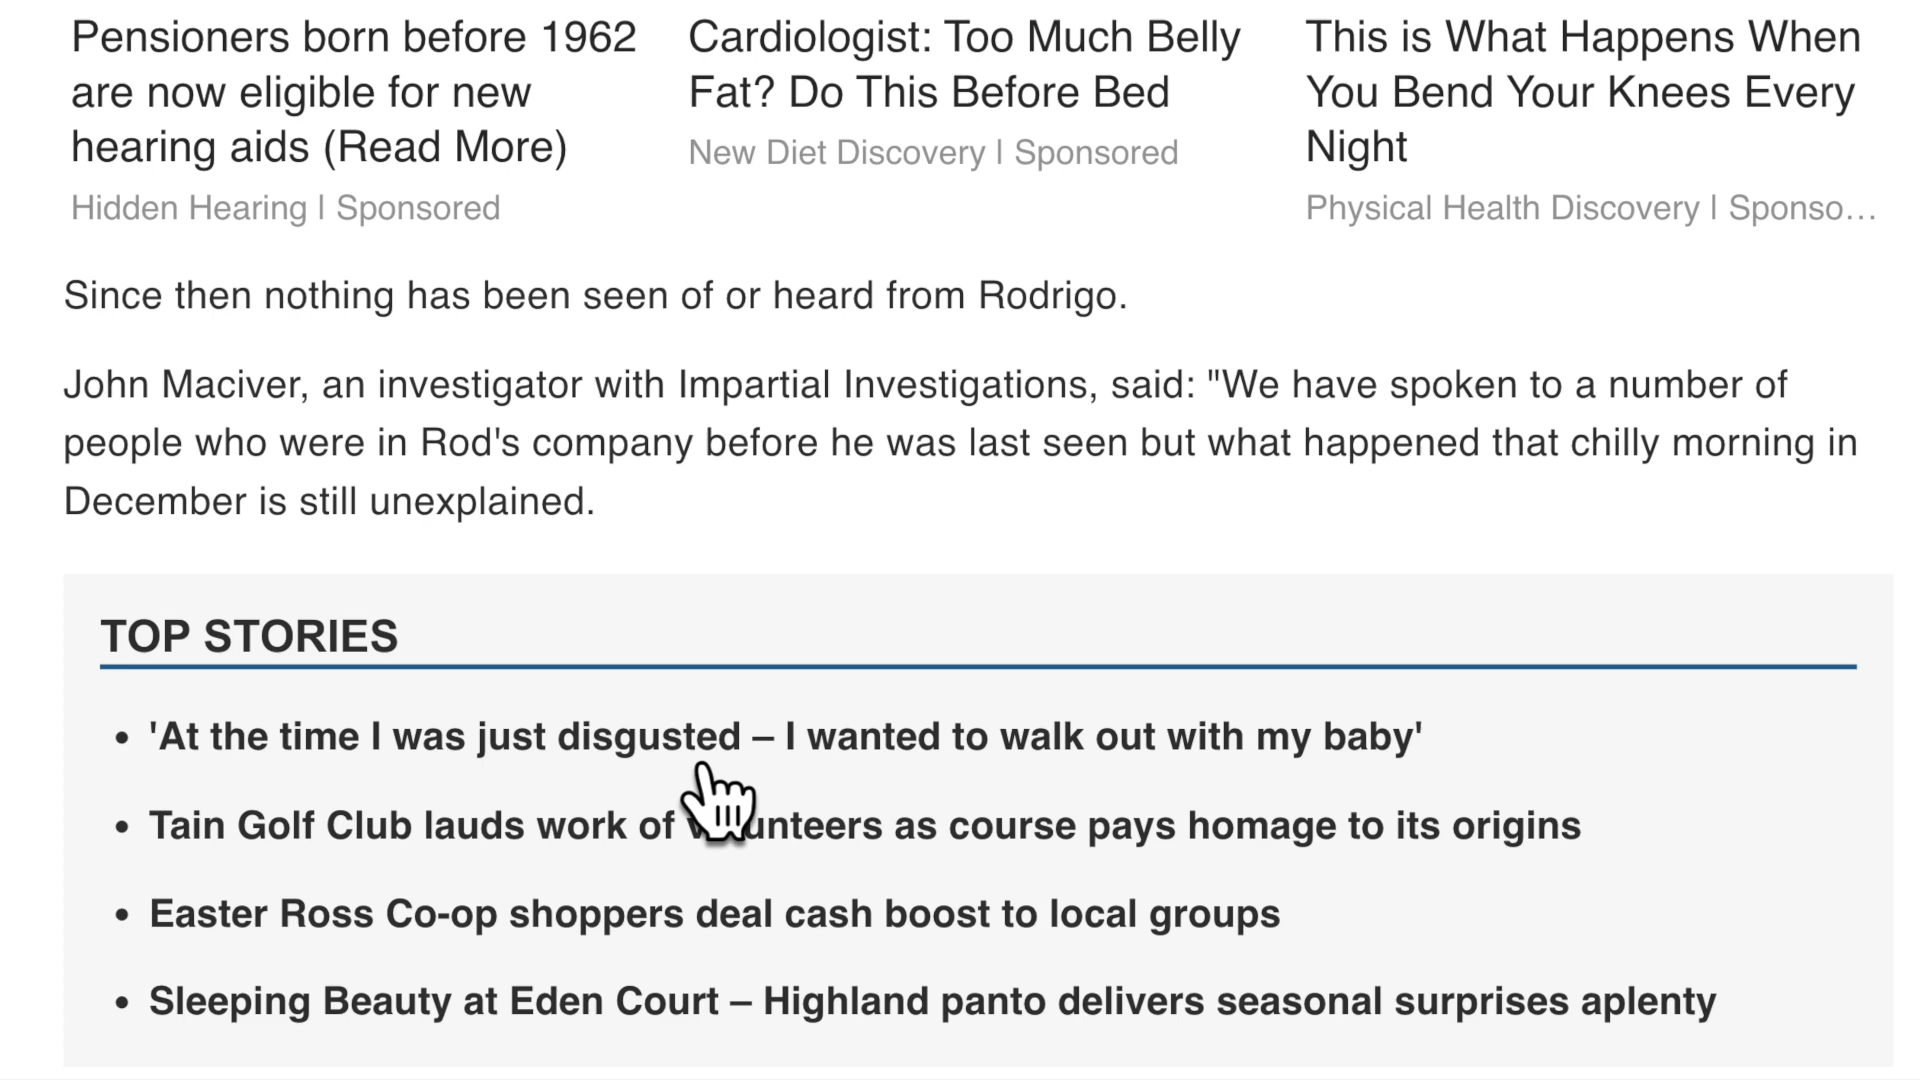 Pensioners born before 1962
are now eligible for new
hearing aids (Read More)
Hidden Hearing | Sponsored
Cardiologist: Too Much Belly
Fat? Do This Before Bed
New Diet Discovery | Sponsored
This is What Happens When
You Bend Your Knees Every
Night
Physical Health Discovery | Sponso…
Since then nothing has been seen of or heard from Rodrigo.
John Maciver, an investigator with Impartial Investigations, said: "We have spoken to a number of
people who were in Rod's company before he was last seen but what happened that chilly morning in
December is still unexplained.
TOP STORIES
• 'At the time I was just disgusted – I wanted to walk out with my baby'
• Tain Golf Club lauds work of volunteers as course pays homage to its origins
• Easter Ross Co-op shoppers deal cash boost to local groups
• Sleeping Beauty at Eden Court – Highland panto delivers seasonal surprises aplenty